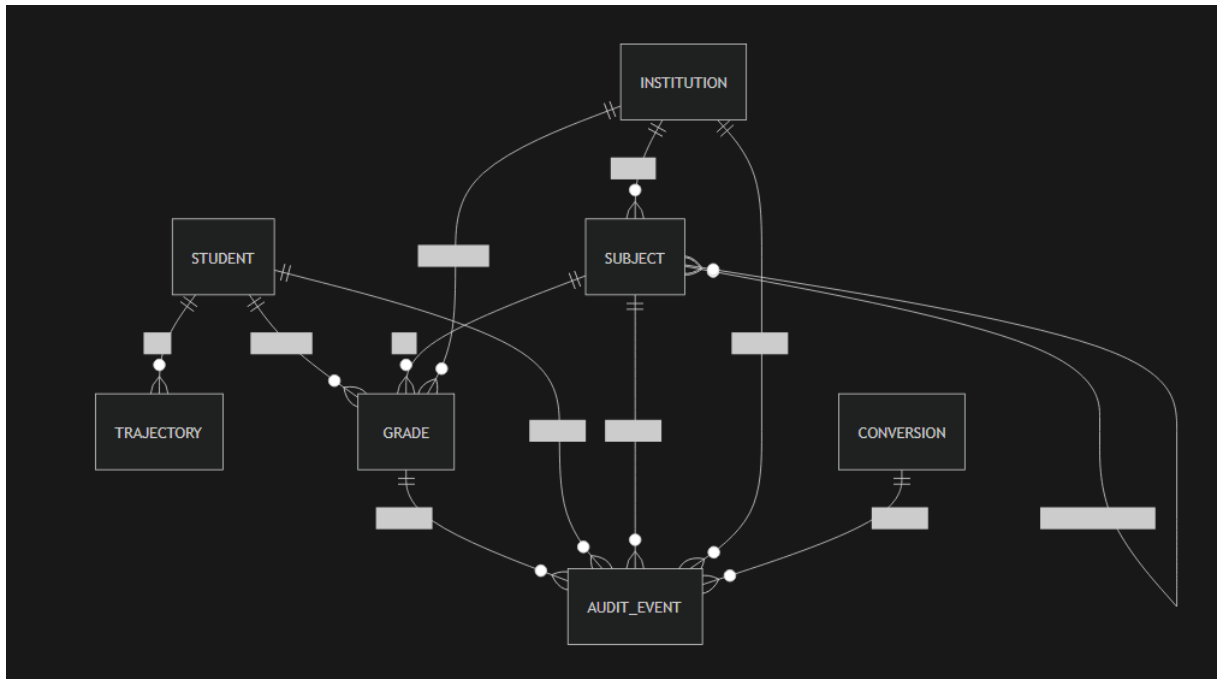 INSTITUTION
STUDENT
SUBJECT
TRAJECTORY
GRADE
CONVERSION
AUDIT_EVENT